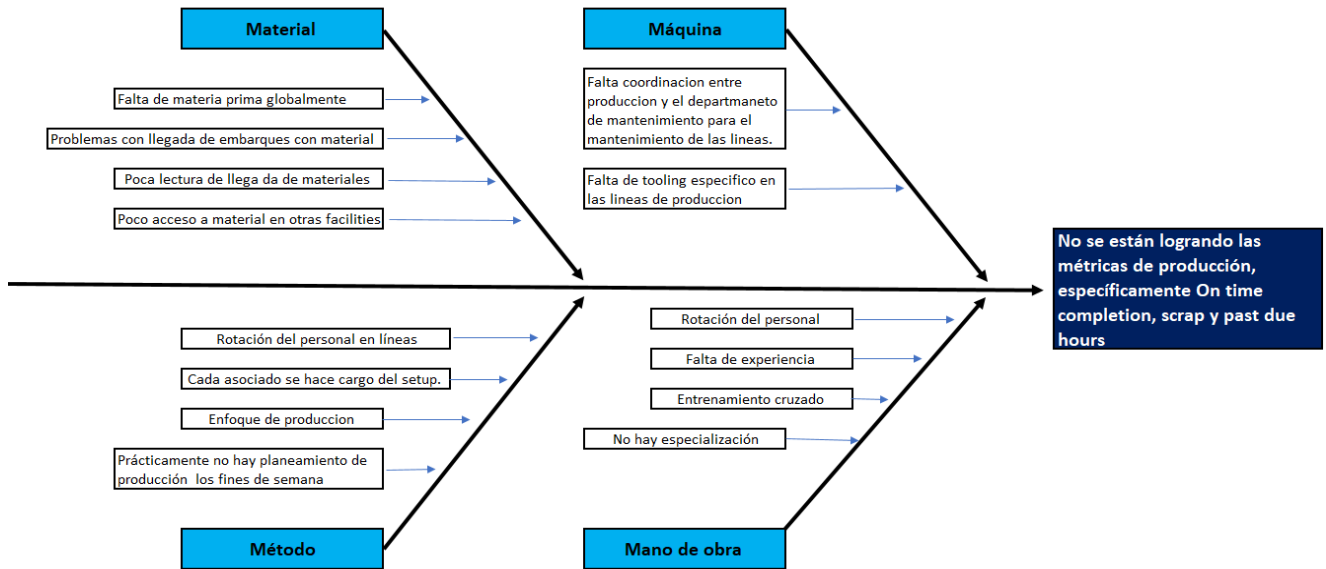 Material
Máquina
Falta de materia prima globalmente
Problemas con llegada de embarques con material
Poca lectura de llega da de materiales
Poco acceso a material en otras facilities
Falta coordinacion entre
produccion y el departmaneto
de mantenimiento para el
mantenimiento de las lineas.
Falta de tooling especifico en
las lineas de produccion
No se están logrando las
métricas de producción,
específicamente On time
completion, scrap y past due
hours
Rotación del personal en líneas
Cada asociado se hace cargo del setup.
Enfoque de produccion
Prácticamente no hay planeamiento de
producción los fines de semana
Rotación del personal
Falta de experiencia
Entrenamiento cruzado
No hay especialización
Método
Mano de obra